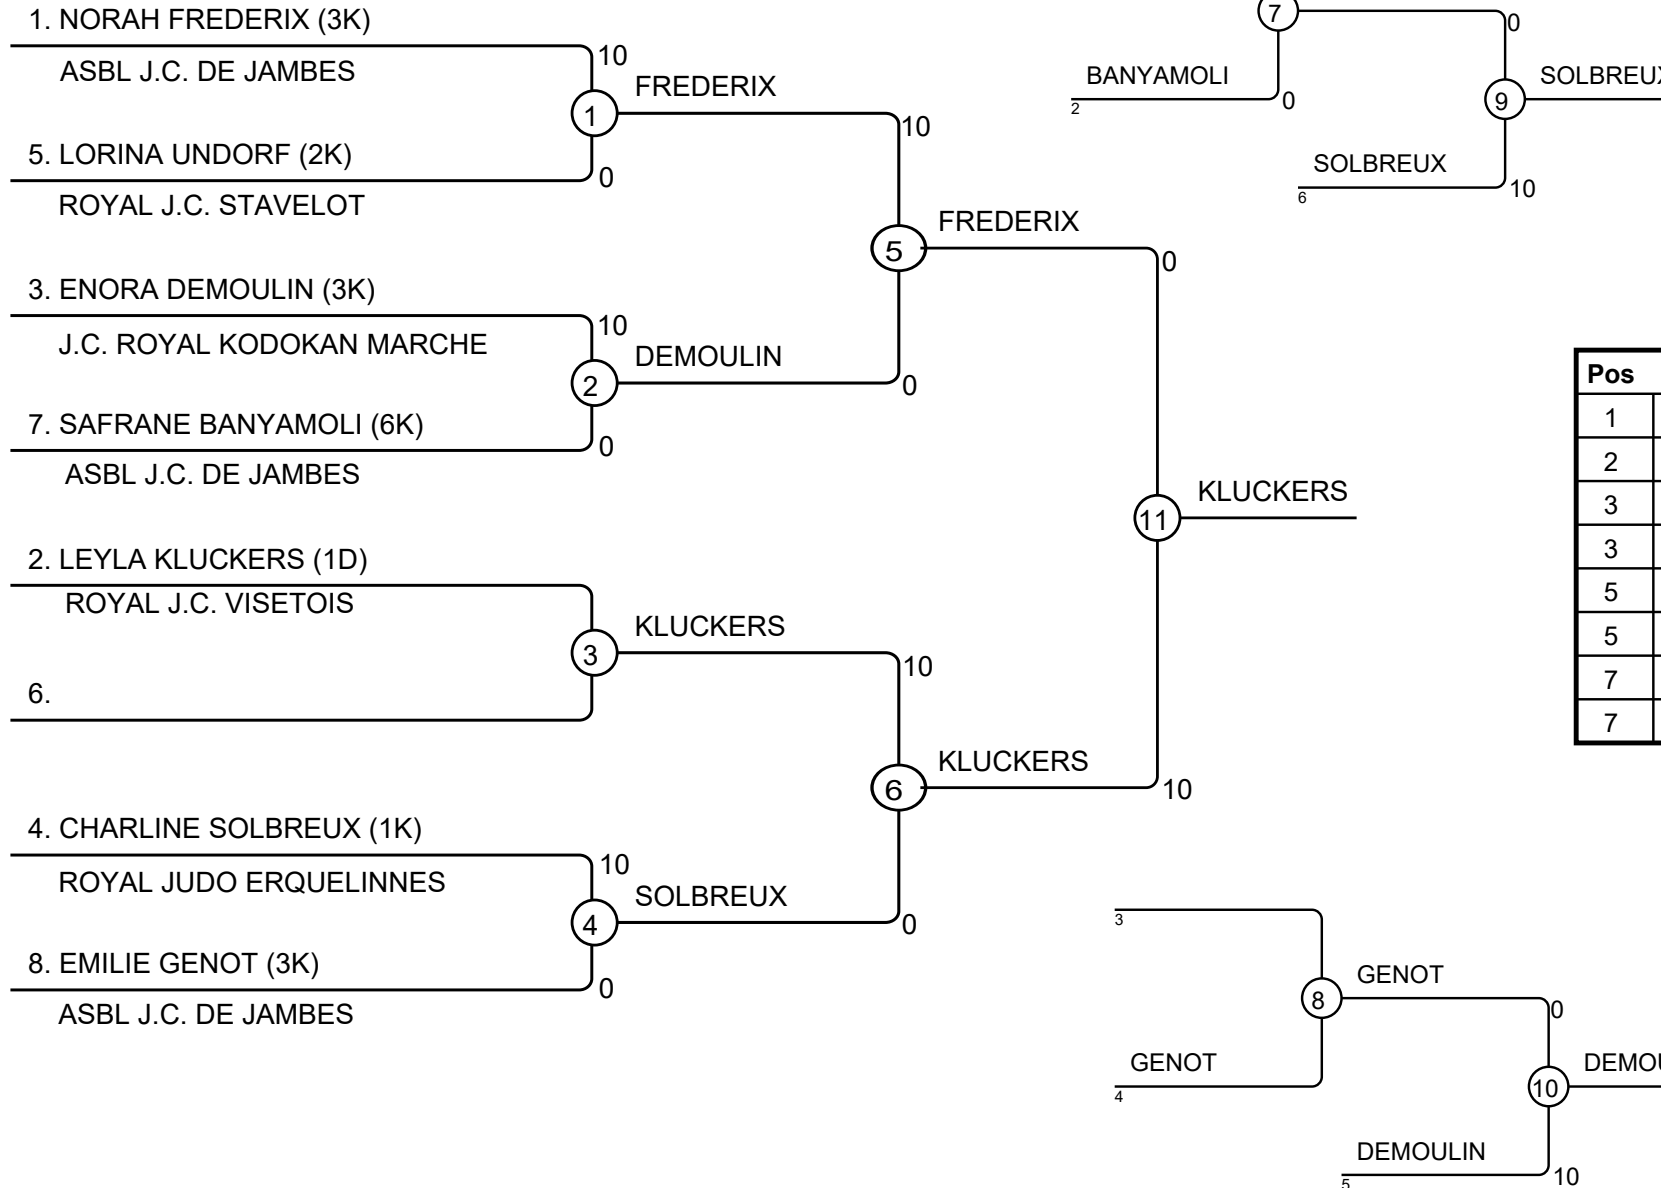 1. NORAH FREDERIX (3K)
10
ASBL J.C. DE JAMBES
1
FREDERIX
5. LORINA UNDORF (2K)
0
ROYAL J.C. STAVELOT
10
5
FREDERIX
3. ENORA DEMOULIN (3K)
10
J.C. ROYAL KODOKAN MARCHE
2
DEMOULIN
0
7. SAFRANE BANYAMOLI (6K)
0
ASBL J.C. DE JAMBES
0
11
KLUCKERS
2. LEYLA KLUCKERS (1D)
ROYAL J.C. VISETOIS
3
KLUCKERS
6.
10
6
KLUCKERS
10
4. CHARLINE SOLBREUX (1K)
10
ROYAL JUDO ERQUELINNES
4
SOLBREUX
0
8. EMILIE GENOT (3K)
0
ASBL J.C. DE JAMBES
7
0
BANYAMOLI
2
0
9
SOLBREUX
SOLBREUX
6
10
Pos
1
2
3
3
5
5
7
7
3
8
GENOT
0
GENOT
4
10
DEMOU
DEMOULIN
5
10